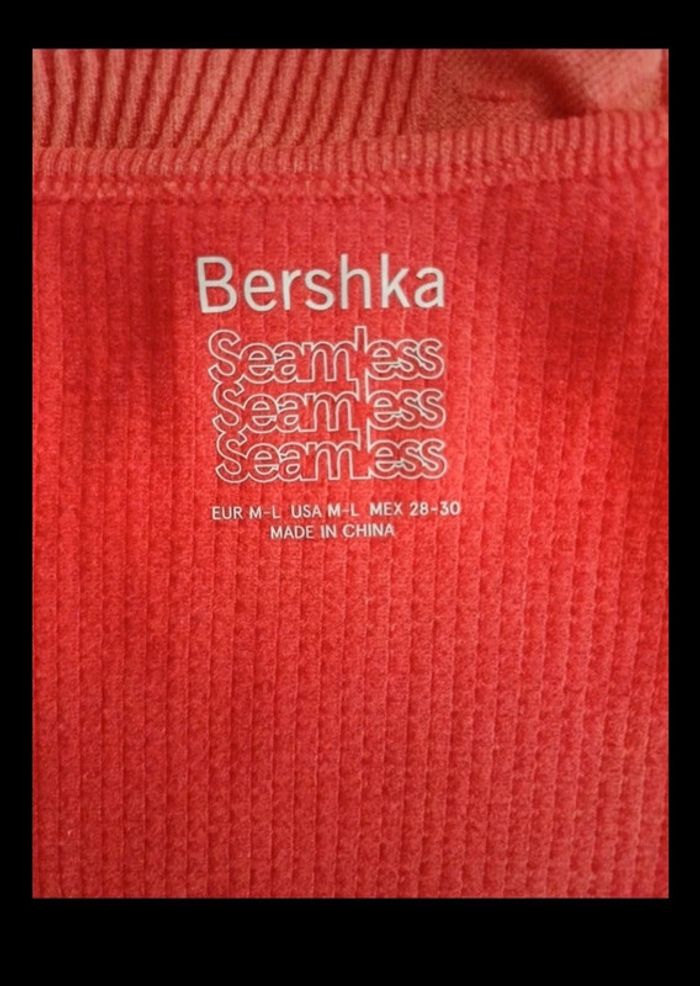 Bershka
Seamless
Seamless
Seamless
EUR M-L USA M-L MEX 28-30
MADE IN CHINA